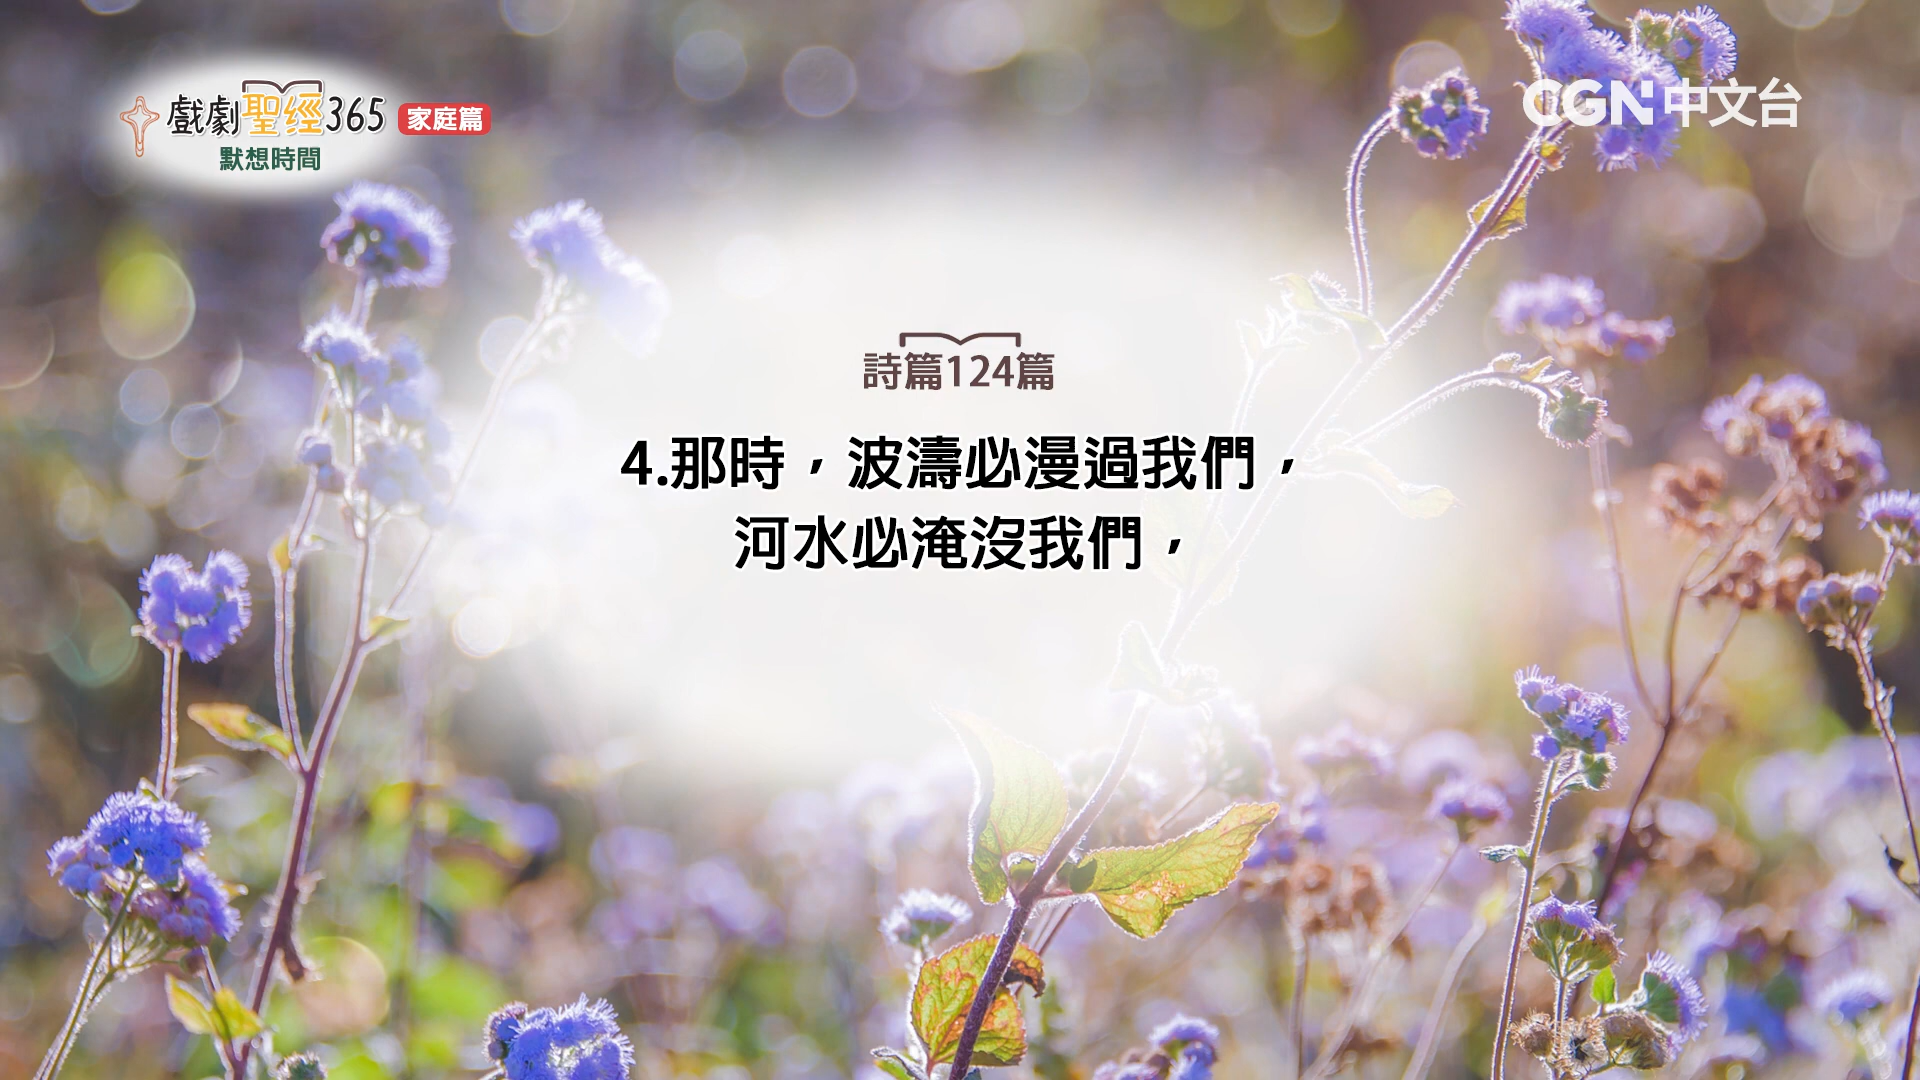 戲劇聖經365 家庭篇
默想時間
CGN中文台
詩篇124篇
4.那時，波濤必漫過我們，
河水必淹沒我們，